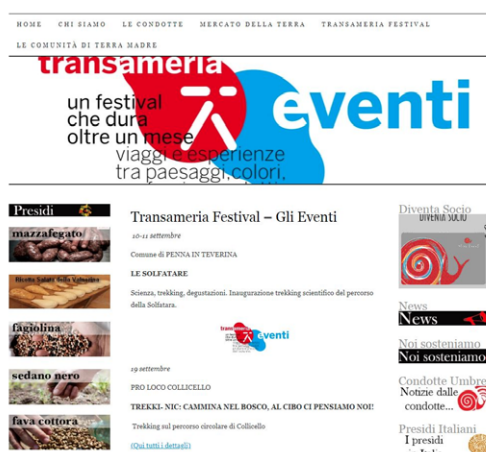 HOME CHI SIAMO LE CONDOTTE MERCATO DELLA TERRA TRANSAMERIA FESTIVAL
LE COMUNITÀ DI TERRA MADRE
transameria
un festival
che dura
oltre un mese
viaggi e esperienze
tra paesaggi, colori,
eventi
Presidi
mazzafegato
Ricotta Salata della Valnerina
fagiolina
sedano nero
fava cottora
Transameria Festival – Gli Eventi
10-11 settembre
Comune di PENNA IN TEVERINA
LE SOLFATARE
Scienza, trekking, degustazioni. Inaugurazione trekking scientifico del percorso
della Solfatara.
transameria
eventi
19 settembre
PRO LOCO COLLICELLO
TREKKI- NIC: CAMMINA NEL BOSCO, AL CIBO CI PENSIAMO NOI!
Trekking sul percorso circolare di Collicello
(Qui tutti i dettagli)
Diventa Socio
DIVENTA SOCIO
News
News
Noi sosteniamo
Noi sosteniamo
Condotte Umbre
Notizie dalle
condotte...
Presidi Italiani
I presidi